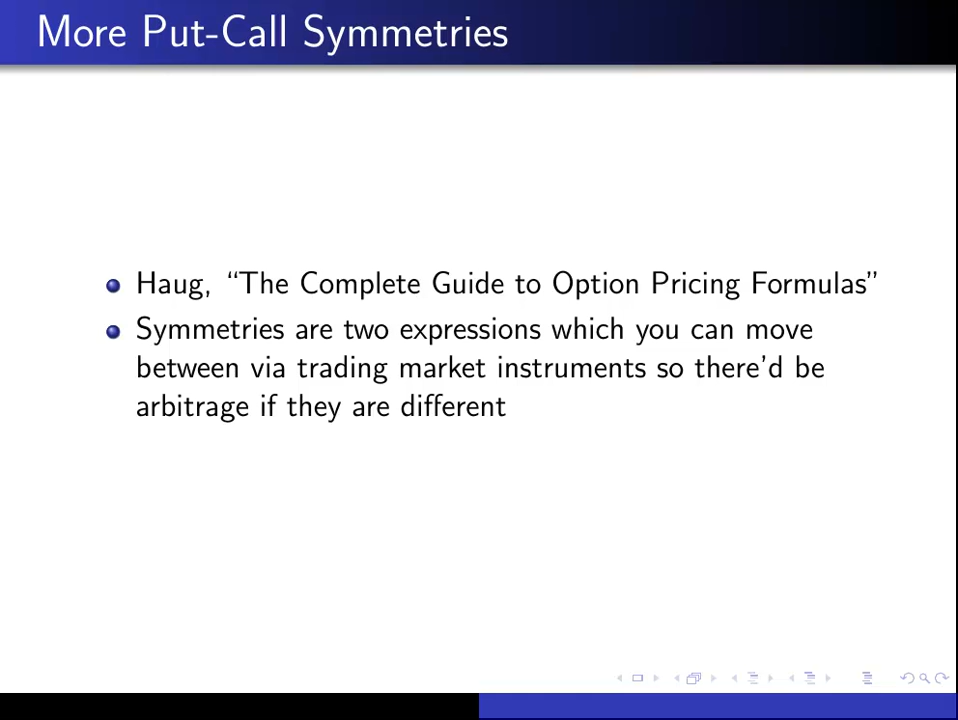 More Put-Call Symmetries
Haug, “The Complete Guide to Option Pricing Formulas”
Symmetries are two expressions which you can move
between via trading market instruments so there’d be
arbitrage if they are different